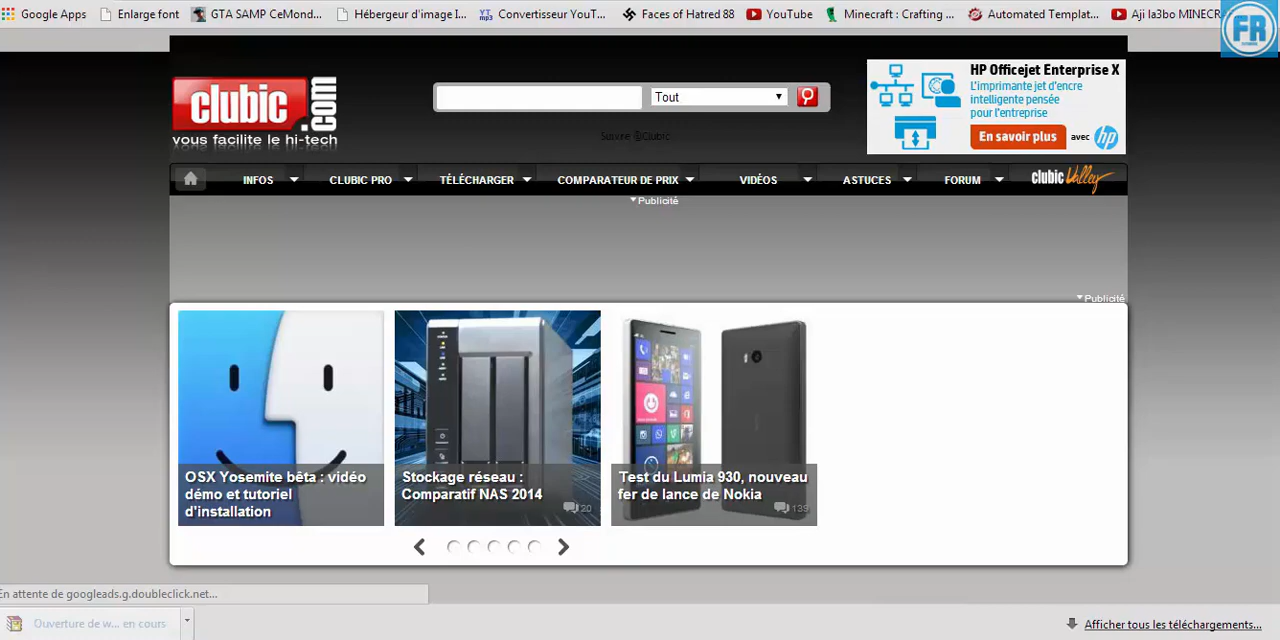 Google Apps Enlarge font GTA SAMP CeMond... Hébergeur d'image I... Convertisseur YouT... Faces of Hatred 88 YouTube Minecraft : Crafting ... Automated Templat... Aji la3bo MINECR
FR
clubic.com
vous facilite le hi-tech
Tout
Suivre @Clubic
HP Officejet Enterprise X
L'imprimante jet d'encre
intelligente pensée
pour l'entreprise
En savoir plus avec hp
INFOS CLUBIC PRO TÉLÉCHARGER COMPARATEUR DE PRIX VIDÉOS ASTUCES FORUM clubic Valley
Publicité
Publicité
OSX Yosemite bêta : vidéo
démo et tutoriel
d'installation
Stockage réseau :
Comparatif NAS 2014
20
Test du Lumia 930, nouveau
fer de lance de Nokia
139
En attente de googleads.g.doubleclick.net...
Ouverture de w... en cours
Afficher tous les téléchargements...